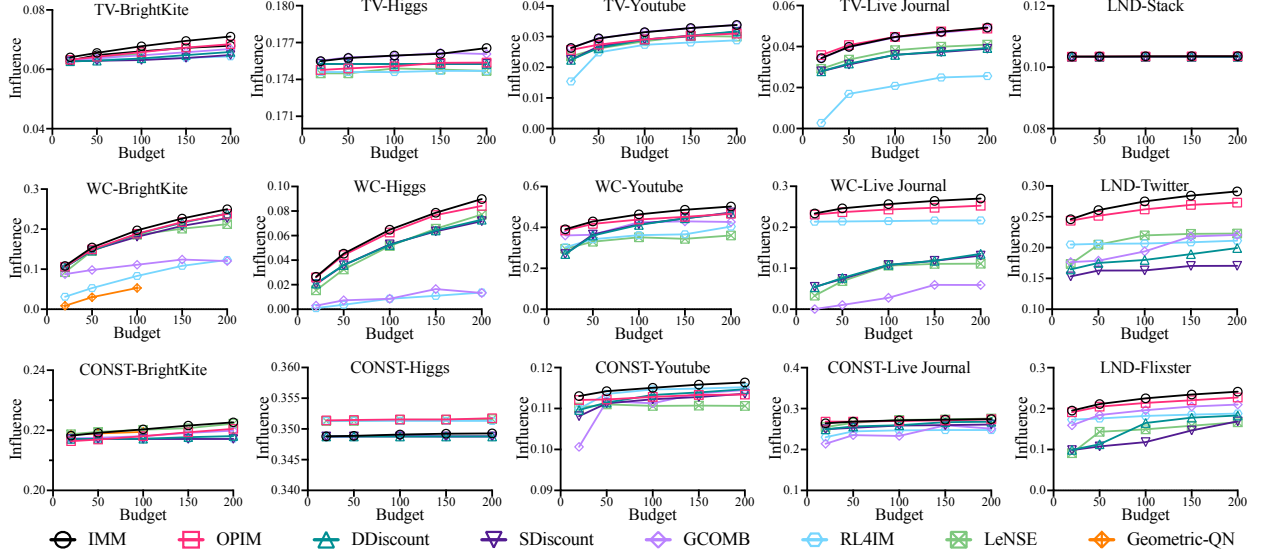 TV-BrightKite
TV-Higgs
TV-Youtube
TV-Live Journal
LND-Stack
0.08
0.06
0.04
0.180
0.177
0.174
0.171
0.04
0.03
0.02
0.01
0.00
0.06
0.04
0.02
0.00
0.12
0.10
0.08
Influence
Influence
Influence
Influence
Influence
0 50 100 150 200
0 50 100 150 200
0 50 100 150 200
0 50 100 150 200
0 50 100 150 200
Budget
Budget
Budget
Budget
Budget
WC-BrightKite
WC-Higgs
WC-Youtube
WC-Live Journal
LND-Twitter
0.3
0.2
0.1
0.0
0.10
0.08
0.06
0.04
0.02
0.00
0.6
0.4
0.2
0.0
0.3
0.2
0.1
0.0
0.30
0.25
0.20
0.15
0.10
Influence
Influence
Influence
Influence
Influence
0 50 100 150 200
0 50 100 150 200
0 50 100 150 200
0 50 100 150 200
0 50 100 150 200
Budget
Budget
Budget
Budget
Budget
CONST-BrightKite
CONST-Higgs
CONST-Youtube
CONST-Live Journal
LND-Flixster
0.24
0.22
0.20
0.360
0.355
0.350
0.345
0.340
0.12
0.11
0.10
0.09
0.4
0.3
0.2
0.1
0.3
0.2
0.1
0.0
Influence
Influence
Influence
Influence
Influence
0 50 100 150 200
0 50 100 150 200
0 50 100 150 200
0 50 100 150 200
0 50 100 150 200
Budget
Budget
Budget
Budget
Budget
IMM OPIM DDiscount SDiscount GCOMB RL4IM LeNSE Geometric-QN